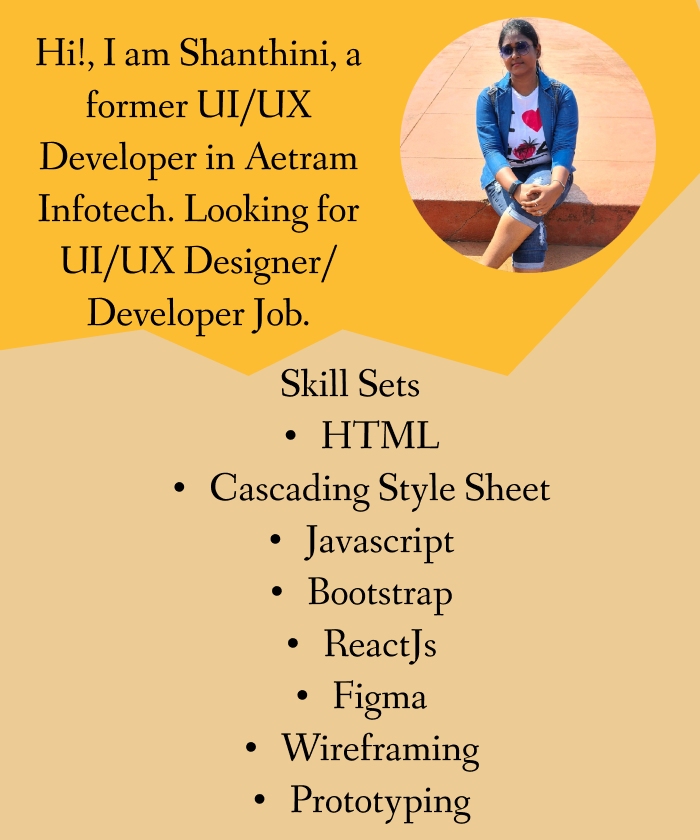 Hi!, I am Shanthini, a
former UI/UX
Developer in Aetram
Infotech. Looking for
UI/UX Designer/
Developer Job.
Skill Sets
• HTML
• Cascading Style Sheet
• Javascript
• Bootstrap
• ReactJs
• Figma
• Wireframing
• Prototyping